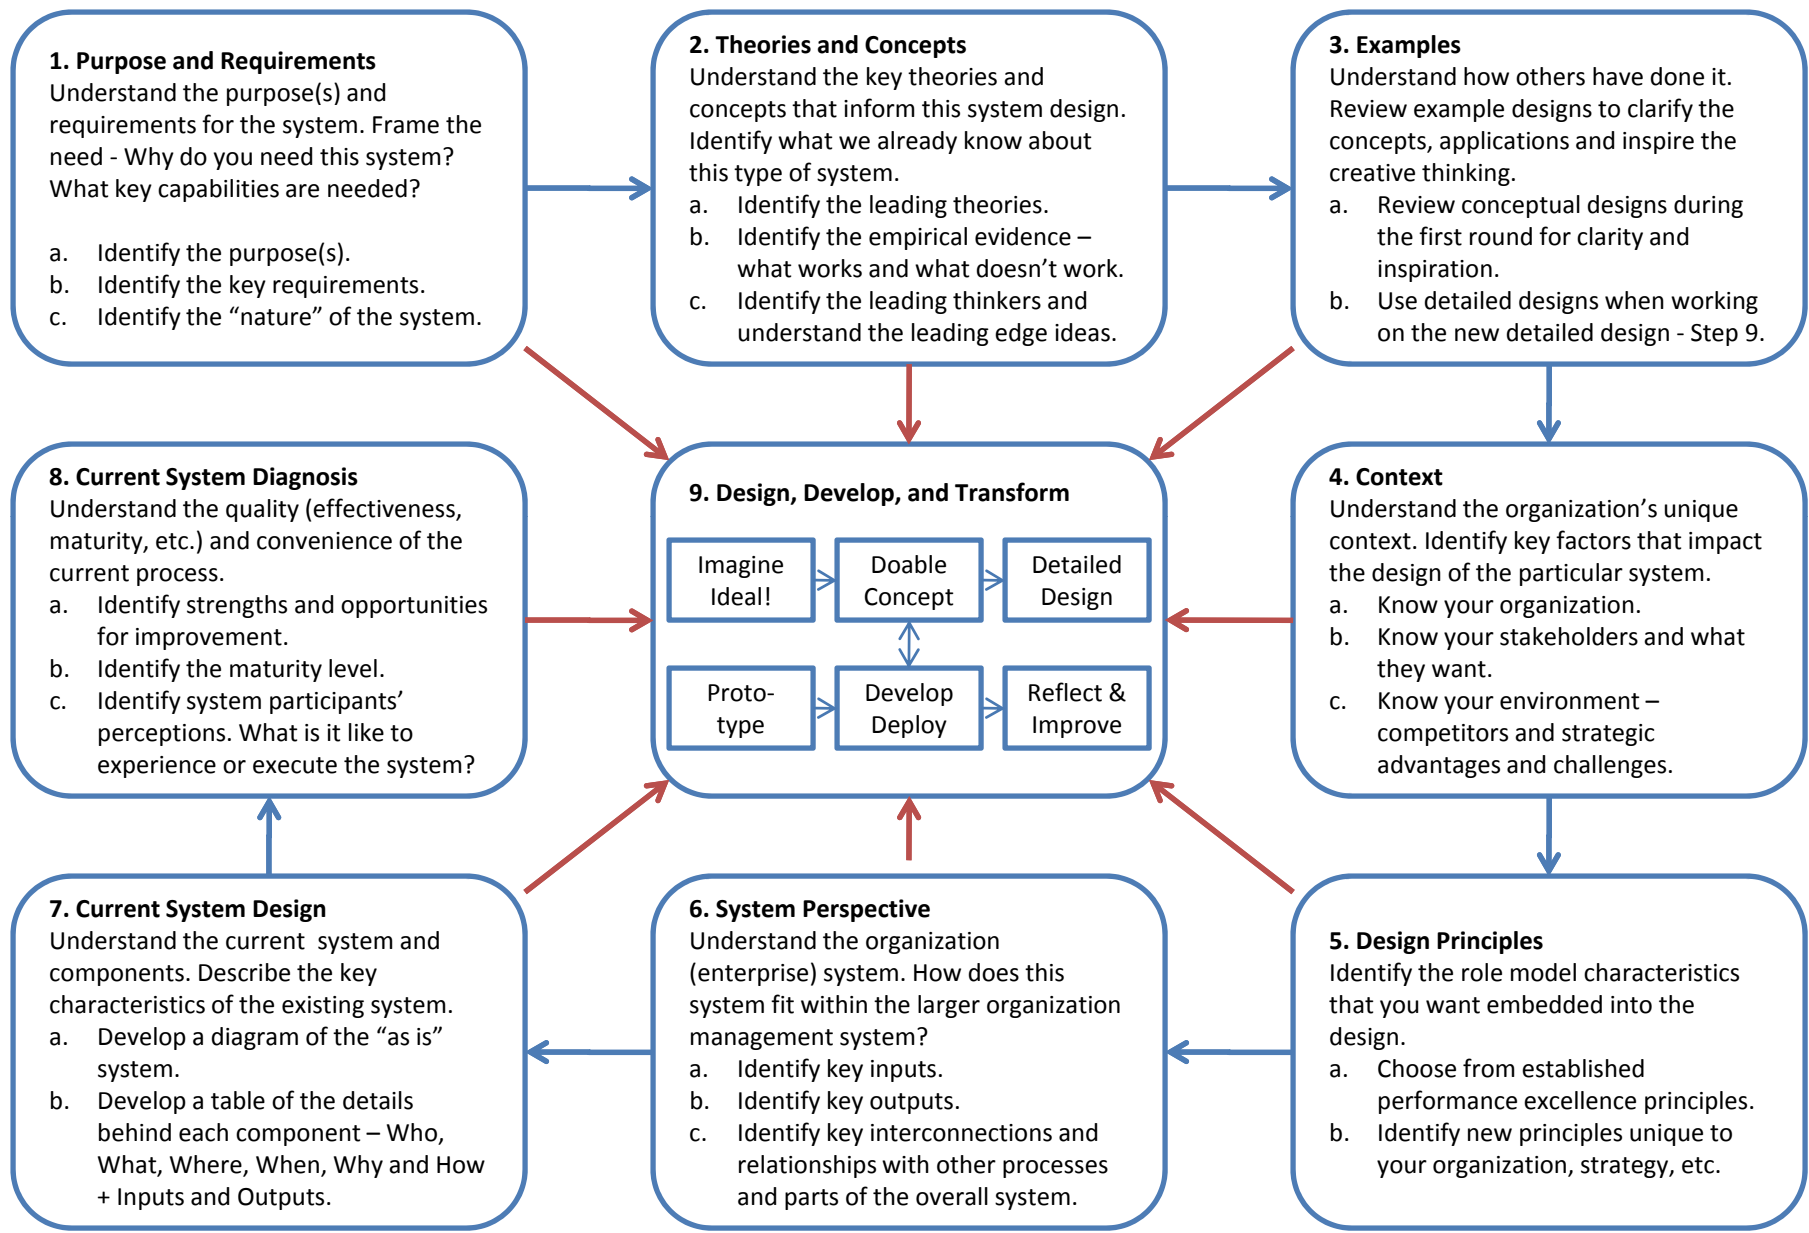 1. Purpose and Requirements
Understand the purpose(s) and
requirements for the system. Frame the
need - Why do you need this system?
What key capabilities are needed?
a. Identify the purpose(s).
b. Identify the key requirements.
c. Identify the “nature” of the system.
2. Theories and Concepts
Understand the key theories and
concepts that inform this system design.
Identify what we already know about
this type of system.
a. Identify the leading theories.
b. Identify the empirical evidence –
what works and what doesn’t work.
c. Identify the leading thinkers and
understand the leading edge ideas.
3. Examples
Understand how others have done it.
Review example designs to clarify the
concepts, applications and inspire the
creative thinking.
a. Review conceptual designs during
the first round for clarity and
inspiration.
b. Use detailed designs when working
on the new detailed design - Step 9.
8. Current System Diagnosis
Understand the quality (effectiveness,
maturity, etc.) and convenience of the
current process.
a. Identify strengths and opportunities
for improvement.
b. Identify the maturity level.
c. Identify system participants’
perceptions. What is it like to
experience or execute the system?
9. Design, Develop, and Transform
Imagine
Ideal!
Doable
Concept
Detailed
Design
Proto-
type
Develop
Deploy
Reflect &
Improve
4. Context
Understand the organization’s unique
context. Identify key factors that impact
the design of the particular system.
a. Know your organization.
b. Know your stakeholders and what
they want.
c. Know your environment –
competitors and strategic
advantages and challenges.
7. Current System Design
Understand the current system and
components. Describe the key
characteristics of the existing system.
a. Develop a diagram of the “as is”
system.
b. Develop a table of the details
behind each component – Who,
What, Where, When, Why and How
+ Inputs and Outputs.
6. System Perspective
Understand the organization
(enterprise) system. How does this
system fit within the larger organization
management system?
a. Identify key inputs.
b. Identify key outputs.
c. Identify key interconnections and
relationships with other processes
and parts of the overall system.
5. Design Principles
Identify the role model characteristics
that you want embedded into the
design.
a. Choose from established
performance excellence principles.
b. Identify new principles unique to
your organization, strategy, etc.